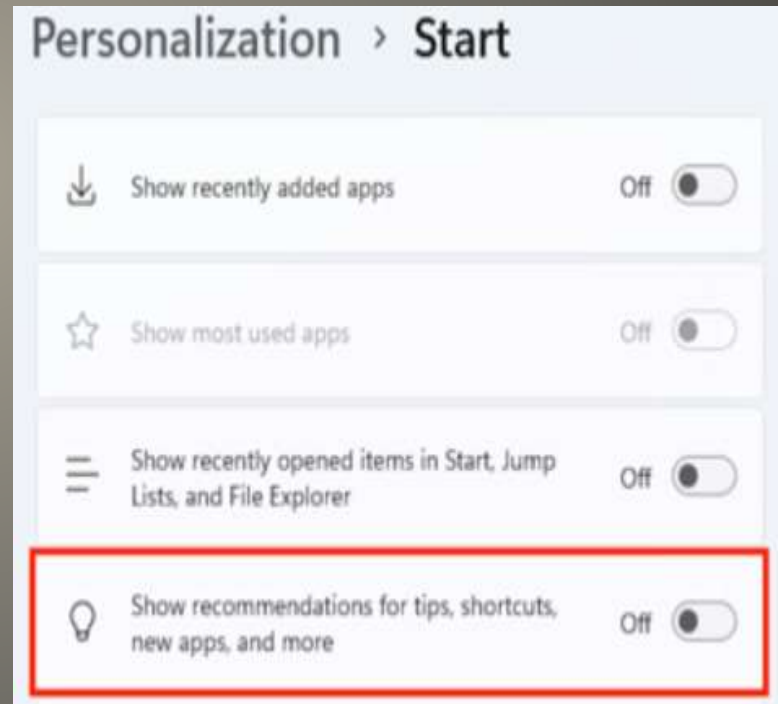 Personalization > Start
Show recently added apps Off
Show most used apps Off
Show recently opened items in Start, Jump
Lists, and File Explorer Off
Show recommendations for tips, shortcuts,
new apps, and more Off